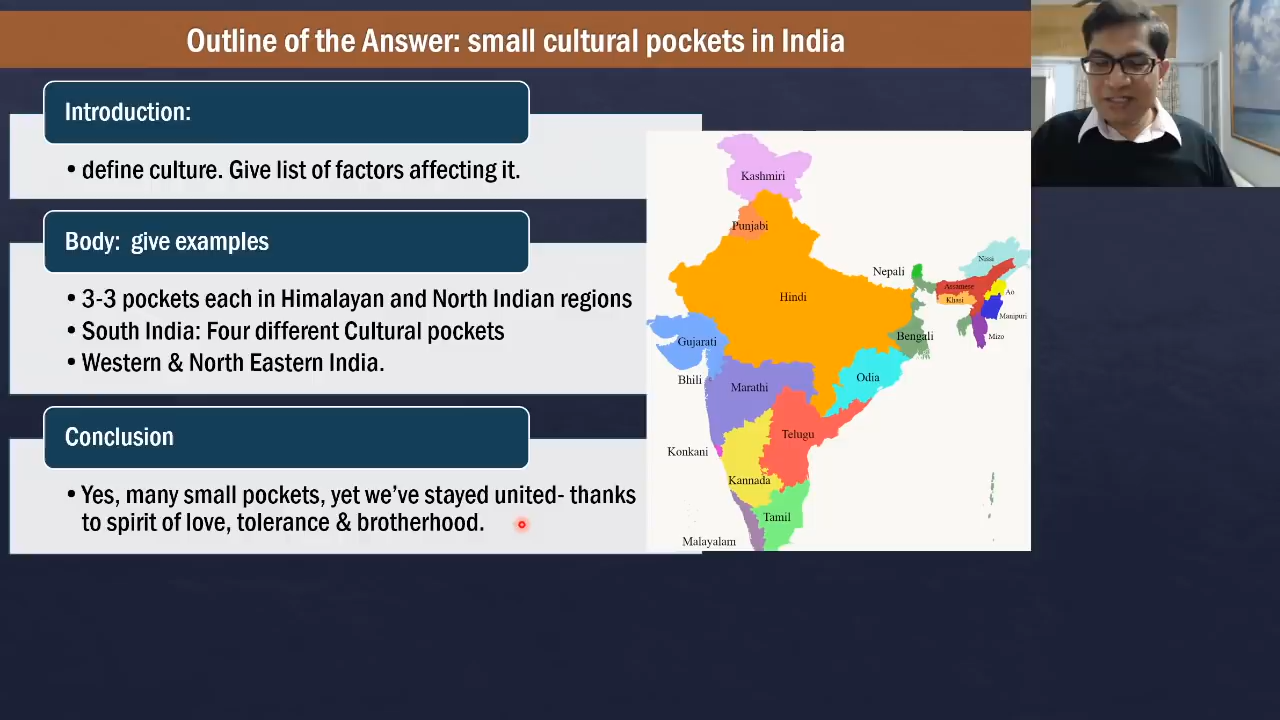 Outline of the Answer: small cultural pockets in India
Introduction:
• define culture. Give list of factors affecting it.
Body: give examples
• 3-3 pockets each in Himalayan and North Indian regions
• South India: Four different Cultural pockets
• Western & North Eastern India.
Conclusion
• Yes, many small pockets, yet we've stayed united- thanks
to spirit of love, tolerance & brotherhood.
Kashmiri
Punjabi
Nepali
Hindi
Nissi
Assamese
Khasi
Ao
Manipuri
Mizo
Bengali
Gujarati
Bhili
Marathi
Odia
Telugu
Konkani
Kannada
Tamil
Malayalam